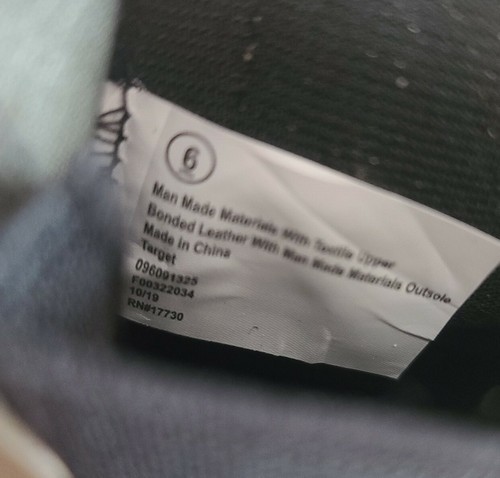 6
Man Made Materials With Textile Upper
Bonded Leather With Man Made Materials Outsole
Made in China
Target
096091325
F00322034
10/19
RN#17730